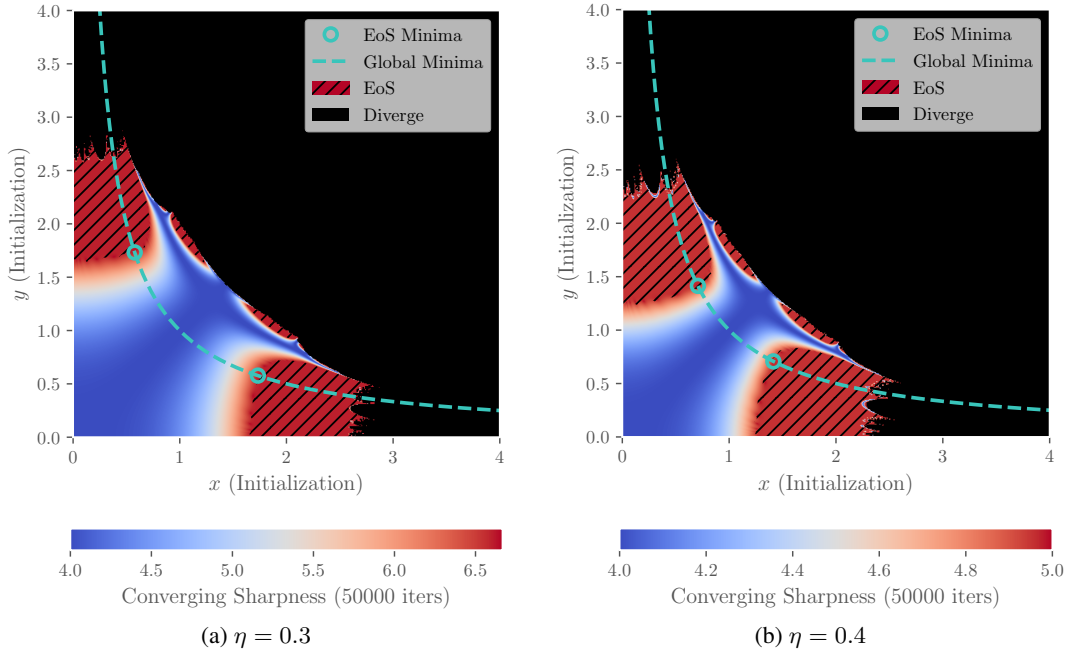 EoS Minima
Global Minima
EoS
Diverge
4.0
3.5
3.0
2.5
2.0
1.5
1.0
0.5
0.0
y (Initialization)
0 1 2 3 4
x (Initialization)
4.0 4.5 5.0 5.5 6.0 6.5
Converging Sharpness (50000 iters)
(a) η = 0.3
EoS Minima
Global Minima
EoS
Diverge
4.0
3.5
3.0
2.5
2.0
1.5
1.0
0.5
0.0
y (Initialization)
0 1 2 3 4
x (Initialization)
4.0 4.2 4.4 4.6 4.8 5.0
Converging Sharpness (50000 iters)
(b) η = 0.4